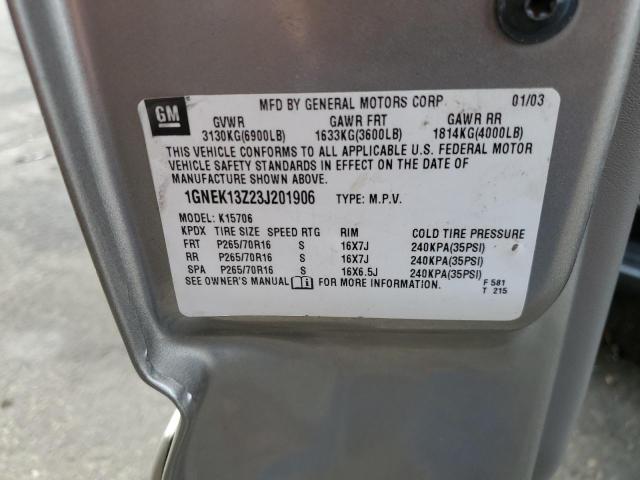 GM
MFD BY GENERAL MOTORS CORP 01/03
GVWR GAWR FRT GAWR RR
3130KG(6900LB) 1633KG(3600LB) 1814KG(4000LB)
THIS VEHICLE CONFORMS TO ALL APPLICABLE U.S. FEDERAL MOTOR
VEHICLE SAFETY STANDARDS IN EFFECT ON THE DATE OF
MANUFACTURE SHOWN ABOVE.
1GNEK13Z23J201906 TYPE: M.P.V.
MODEL: K15706
KPDX TIRE SIZE SPEED RTG RIM COLD TIRE PRESSURE
FRT P265/70R16 S 16X7J 240KPA(35PSI)
RR P265/70R16 S 16X7J 240KPA(35PSI)
SPA P265/70R16 S 16X6.5J 240KPA(35PSI)
SEE OWNER'S MANUAL FOR MORE INFORMATION. F 581
T 215